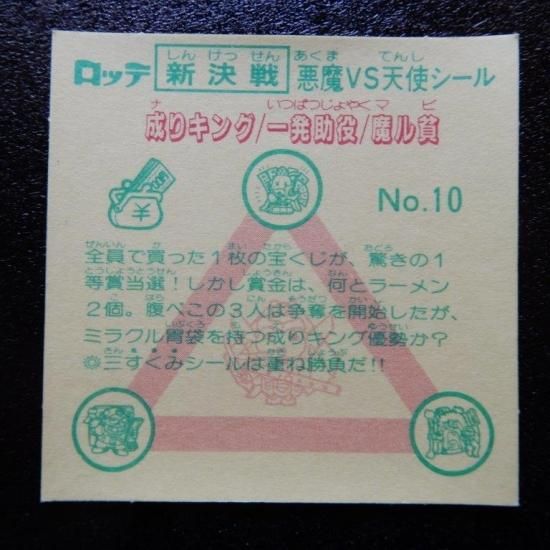 ロッテ 新決戦 悪魔VS天使シール
成りキング/一発助役/魔ル貧
No.10
¥
全員で買った1枚の宝くじが、驚きの1
等賞当選!しかし賞金は、何とラーメン
2個。腹ペこの3人は争奪を開始したが、
ミラクル胃袋を持つ成りキング優勢か?
◎三すくみシールは重ね勝負だ!!